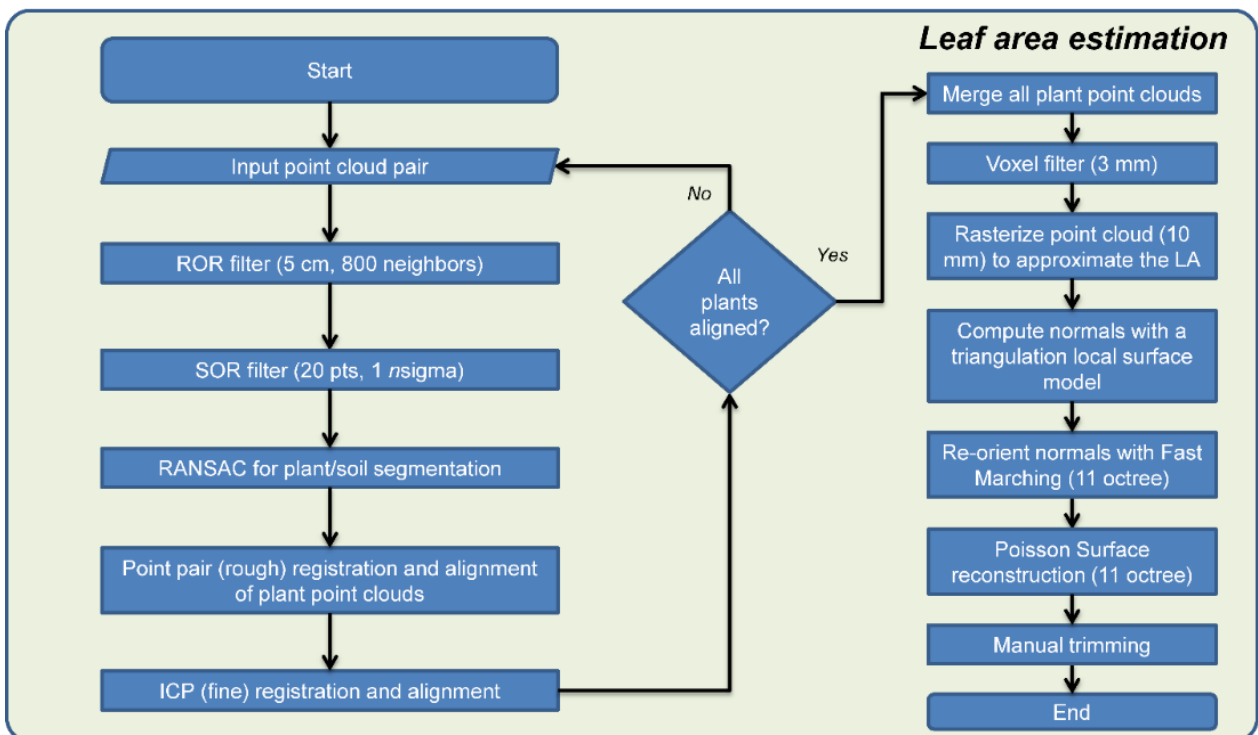 Leaf area estimation
Start
Input point cloud pair
ROR filter (5 cm, 800 neighbors)
SOR filter (20 pts, 1 nsigma)
RANSAC for plant/soil segmentation
Point pair (rough) registration and alignment
of plant point clouds
ICP (fine) registration and alignment
No
All
plants
aligned?
Yes
Merge all plant point clouds
Voxel filter (3 mm)
Rasterize point cloud (10
mm) to approximate the LA
Compute normals with a
triangulation local surface
model
Re-orient normals with Fast
Marching (11 octree)
Poisson Surface
reconstruction (11 octree)
Manual trimming
End